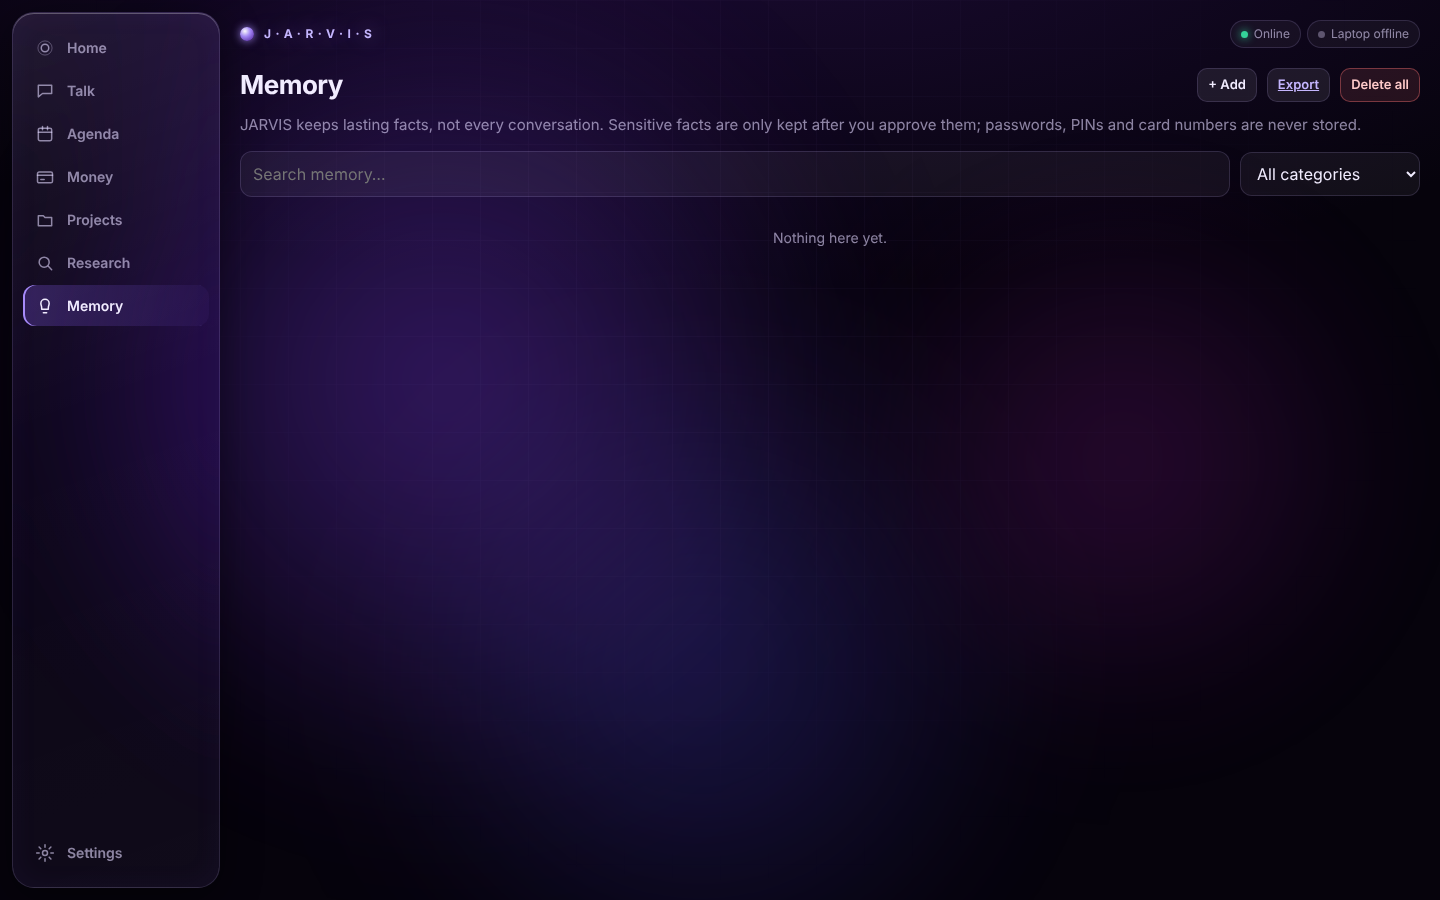 Home
Talk
Agenda
Money
Projects
Research
Memory
Settings
J·A·R·V·I·S
Online
Laptop offline
Memory
+ Add
Export
Delete all
JARVIS keeps lasting facts, not every conversation. Sensitive facts are only kept after you approve them; passwords, PINs and card numbers are never stored.
Search memory...
All categories
Nothing here yet.